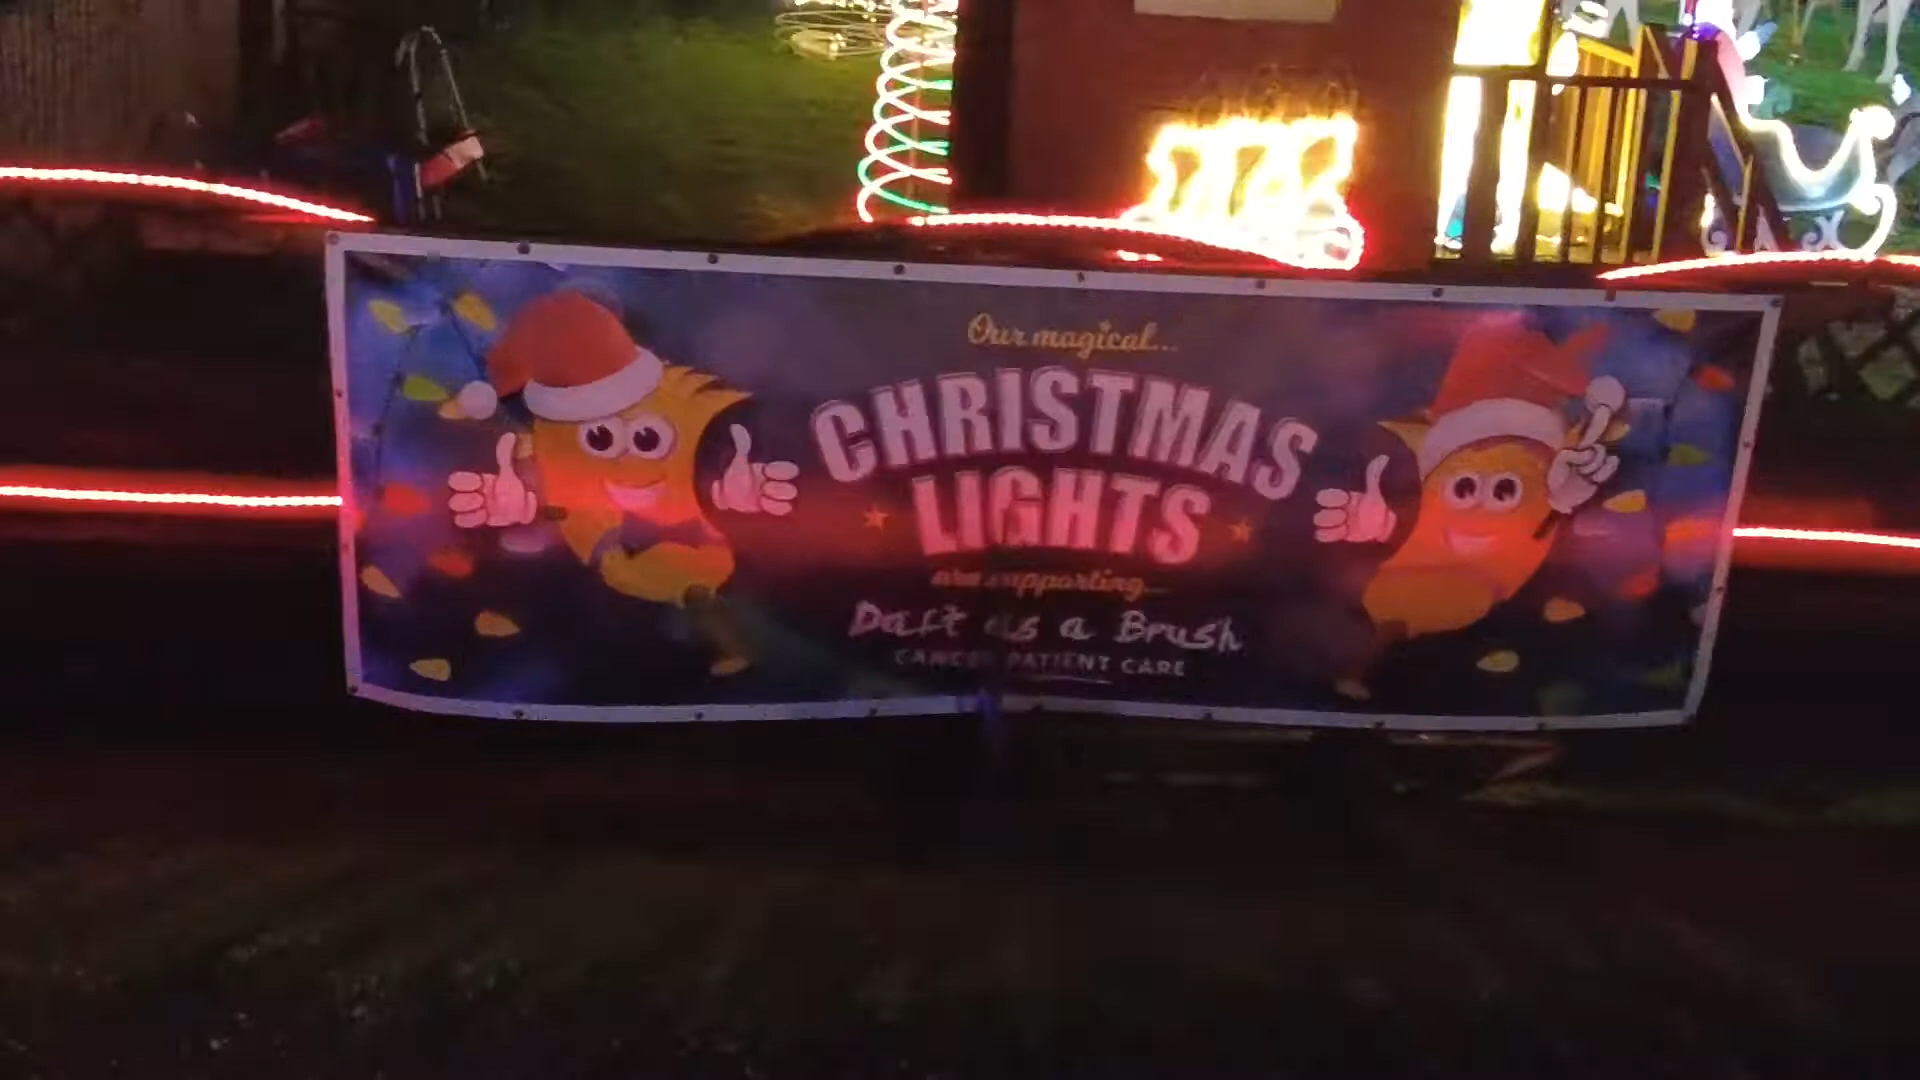 Our magical...
CHRISTMAS
LIGHTS
are supporting...
Daft as a Brush
CANCER PATIENT CARE